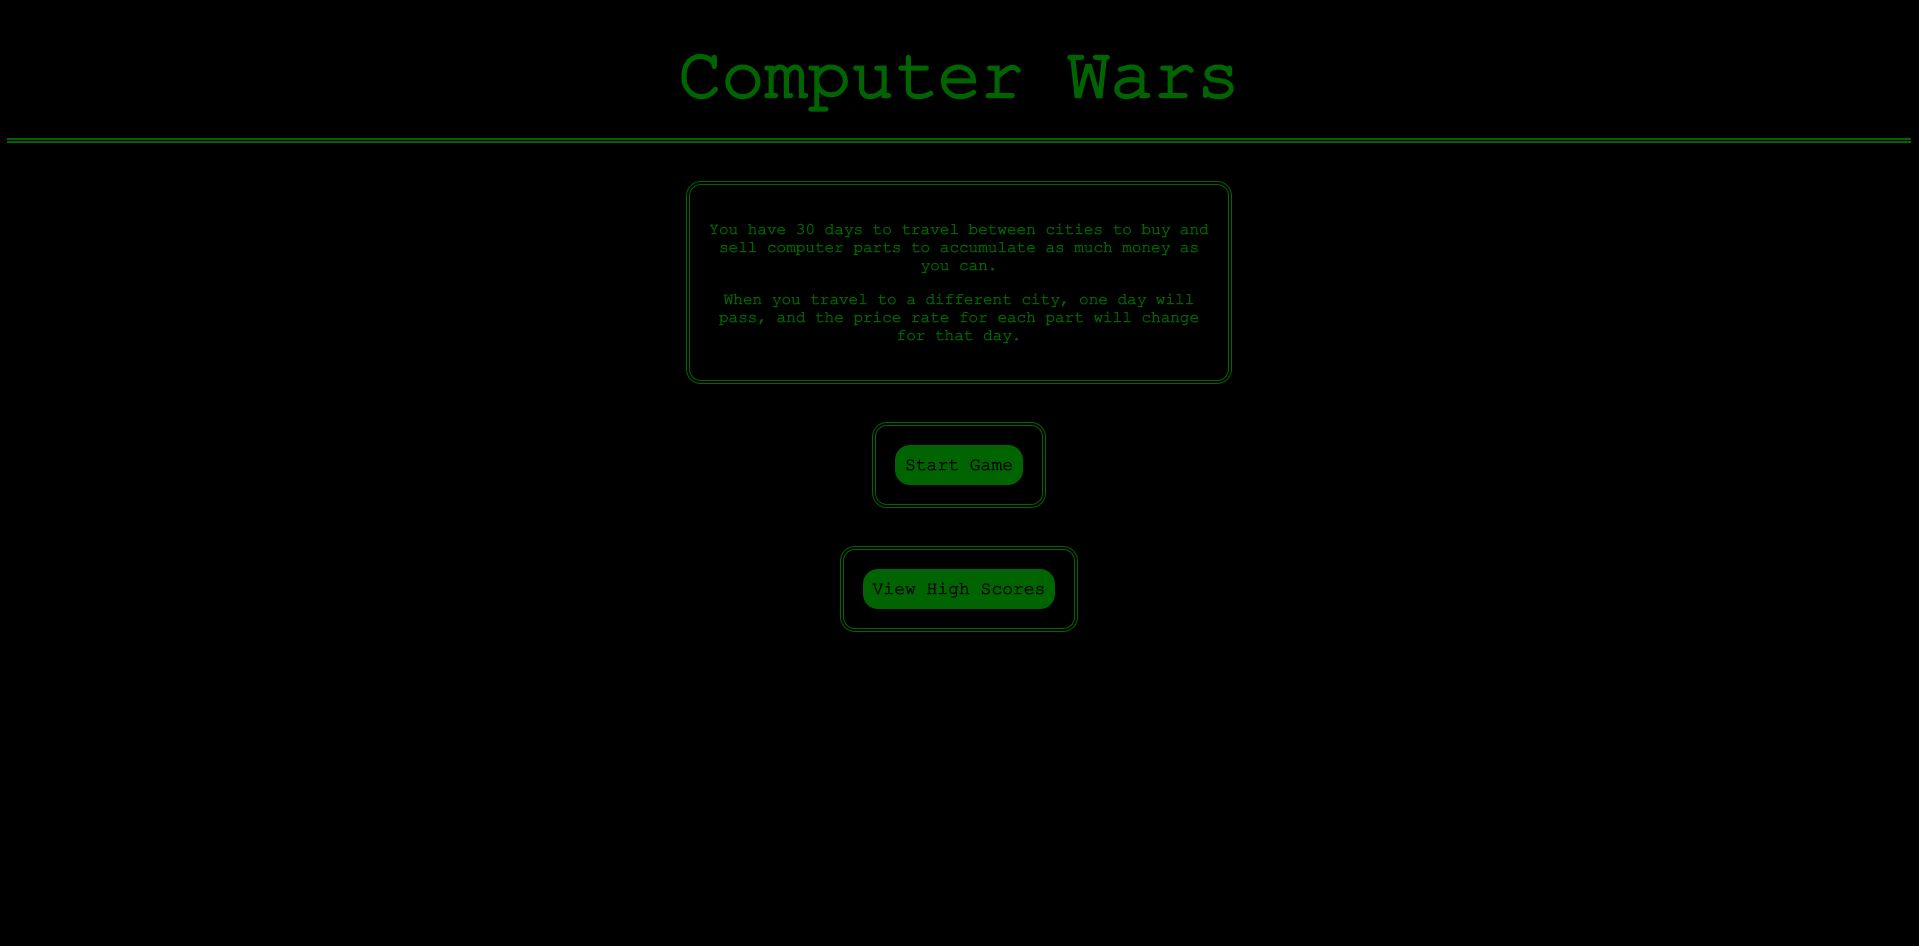 Computer Wars
You have 30 days to travel between cities to buy and
sell computer parts to accumulate as much money as
you can.
When you travel to a different city, one day will
pass, and the price rate for each part will change
for that day.
Start Game
View High Scores